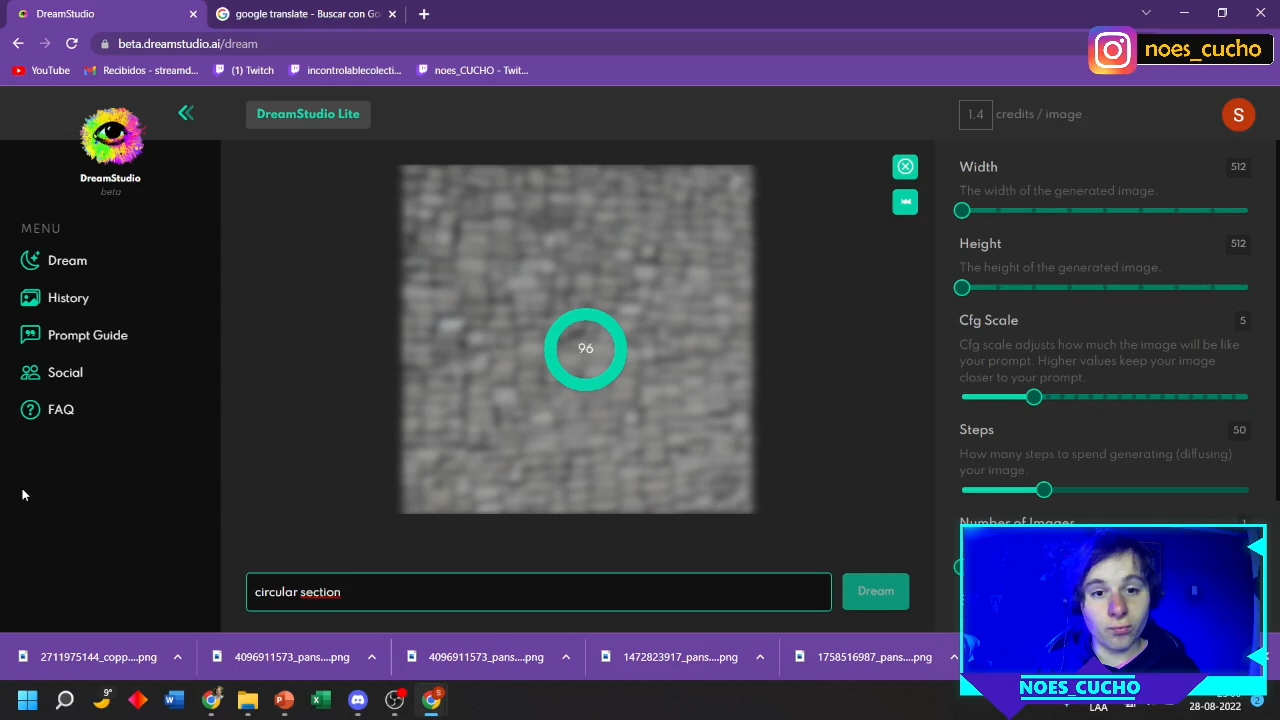 DreamStudio
google translate - Buscar con Go
beta.dreamstudio.ai/dream
noes_cucho
YouTube
Recibidos - streamd...
(1) Twitch
incontrolablecolecti...
noes_CUCHO - Twit...
DreamStudio
beta
DreamStudio Lite
1.4 credits / image
S
MENU
Dream
History
Prompt Guide
Social
FAQ
96
Width
512
The width of the generated image.
Height
512
The height of the generated image.
Cfg Scale
5
Cfg scale adjusts how much the image will be like
your prompt. Higher values keep your image
closer to your prompt.
Steps
50
How many steps to spend generating (diffusing)
your image.
Number of Images
1
circular section
Dream
2711975144_copp....png
4096911573_pans....png
4096911573_pans....png
1472823917_pans....png
1758516987_pans....png
NOES_CUCHO
9°
LAA
28-08-2022
2